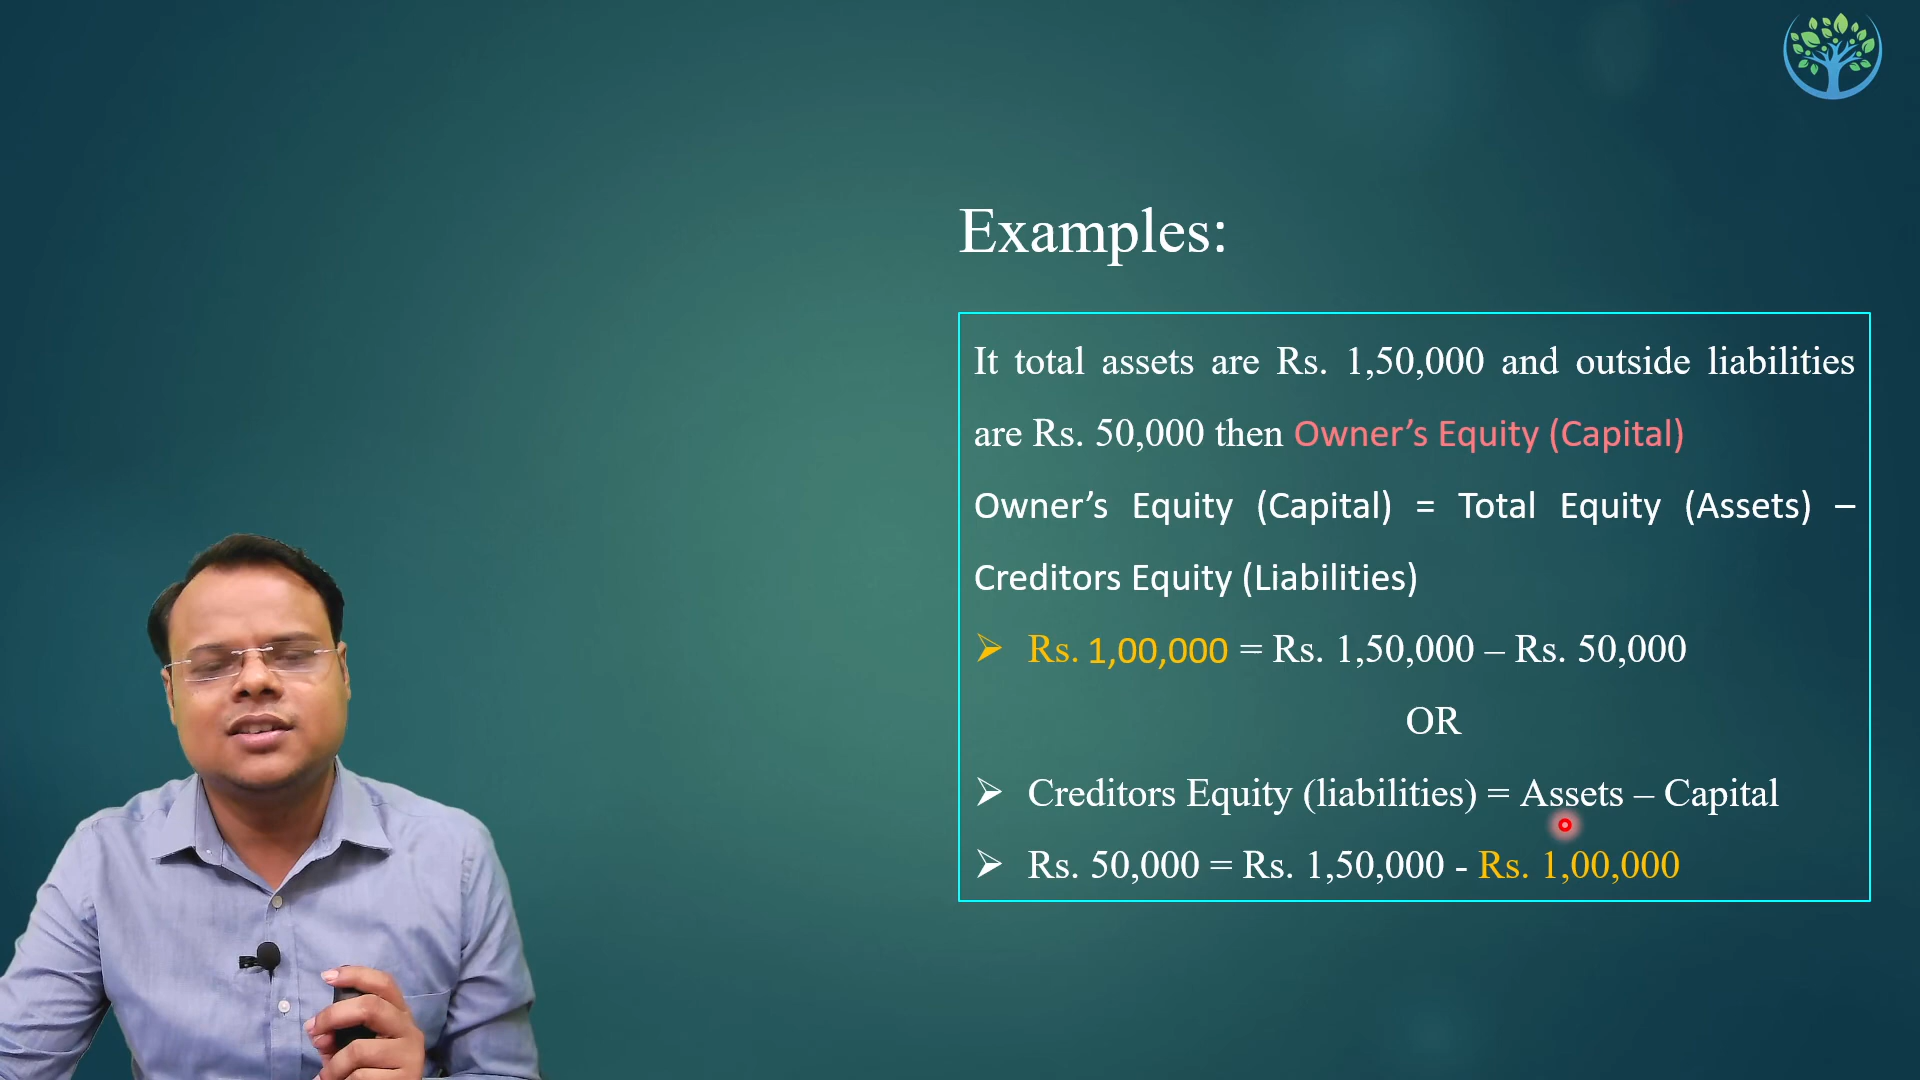 Examples:
It total assets are Rs. 1,50,000 and outside liabilities
are Rs. 50,000 then Owner’s Equity (Capital)
Owner’s Equity (Capital) = Total Equity (Assets) –
Creditors Equity (Liabilities)
➢ Rs. 1,00,000 = Rs. 1,50,000 – Rs. 50,000
OR
➢ Creditors Equity (liabilities) = Assets – Capital
➢ Rs. 50,000 = Rs. 1,50,000 - Rs. 1,00,000